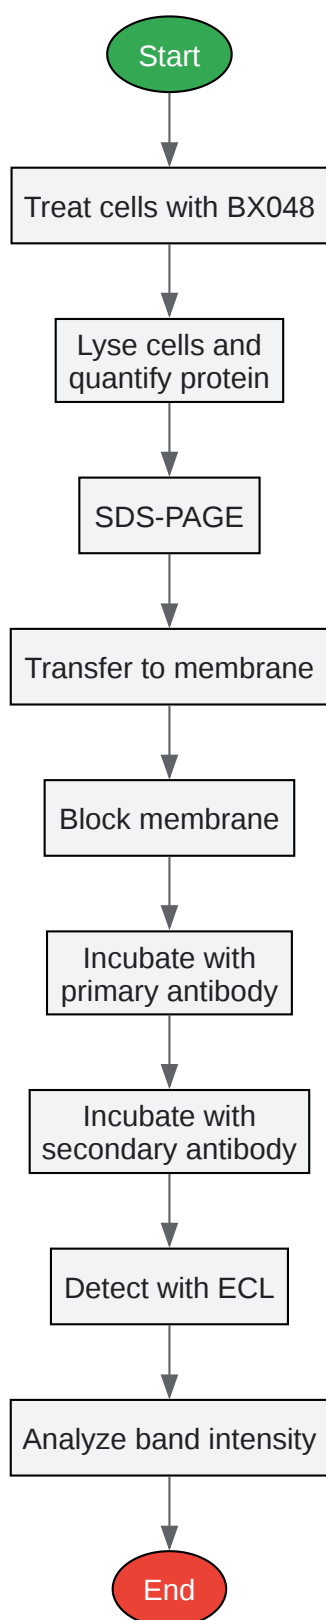 Start
Treat cells with BX048
Lyse cells and
quantify protein
SDS-PAGE
Transfer to membrane
Block membrane
Incubate with
primary antibody
Incubate with
secondary antibody
Detect with ECL
Analyze band intensity
End